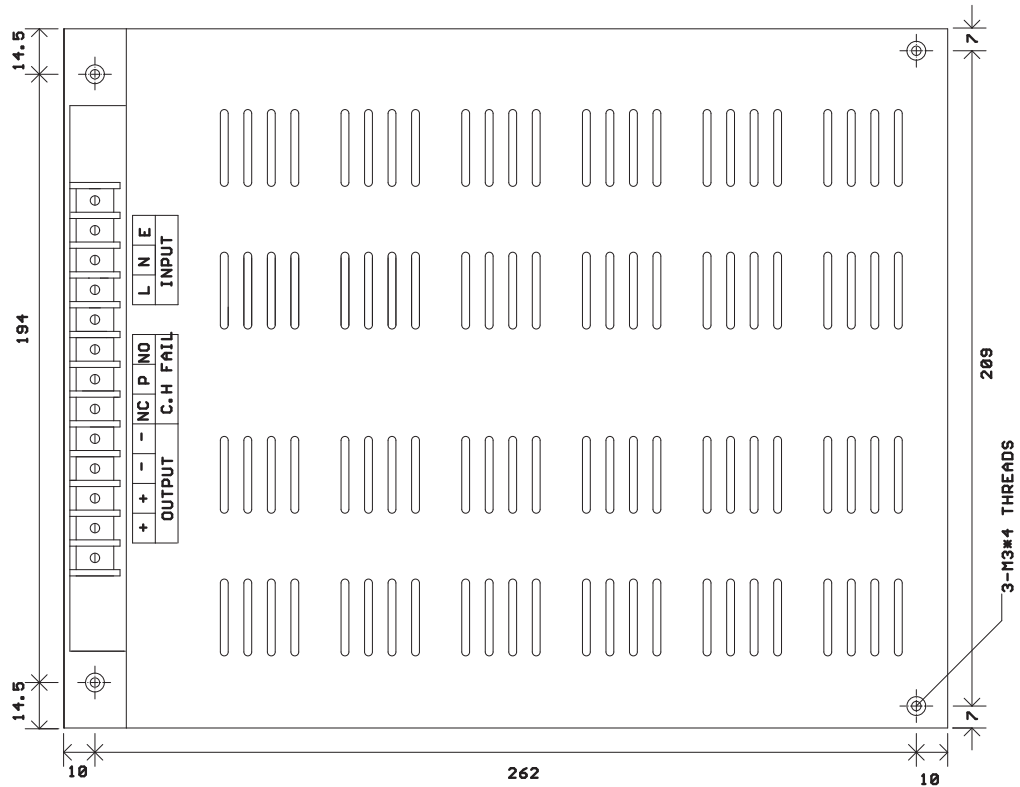 14.5
7
E
N
L
INPUT
194
NO
P
NC
C.H FAIL
209
-
-
+
+
OUTPUT
3-M3*4 THREADS
14.5
7
10
262
10